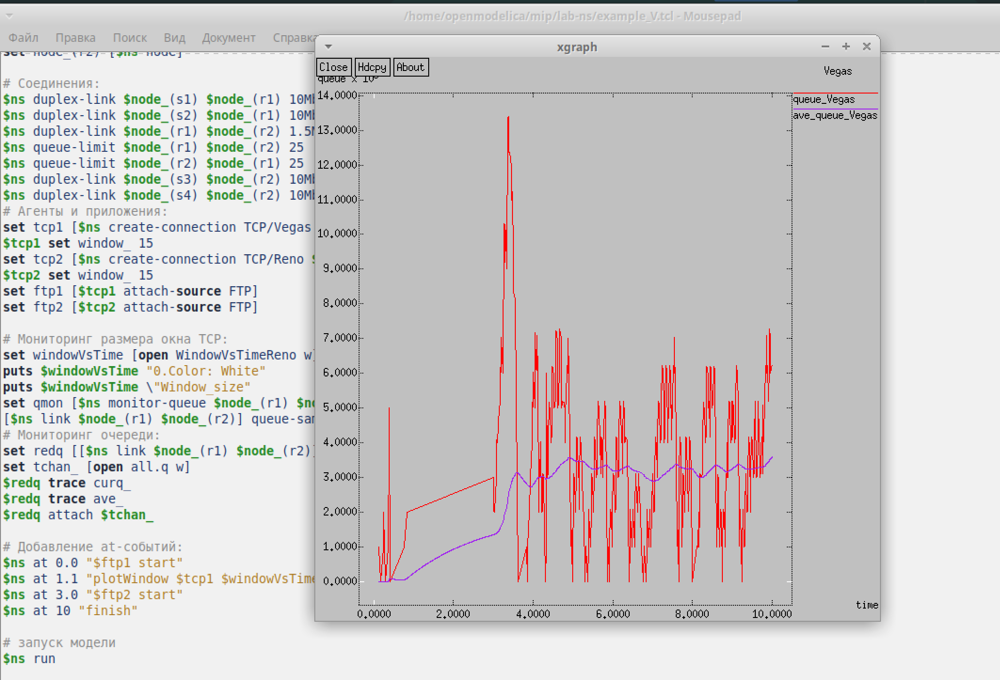 /home/openmodelica/mip/lab-ns/example_V.tcl - Mousepad
Файл Правка Поиск Вид Документ Справка
set node_(r2) [$ns node]
# Соединения:
$ns duplex-link $node_(s1) $node_(r1) 10Mb
$ns duplex-link $node_(s2) $node_(r1) 10Mb
$ns duplex-link $node_(r1) $node_(r2) 1.5M
$ns queue-limit $node_(r1) $node_(r2) 25
$ns queue-limit $node_(r2) $node_(r1) 25
$ns duplex-link $node_(s3) $node_(r2) 10Mb
$ns duplex-link $node_(s4) $node_(r2) 10Mb
# Агенты и приложения:
set tcp1 [$ns create-connection TCP/Vegas
$tcp1 set window_ 15
set tcp2 [$ns create-connection TCP/Reno $
$tcp2 set window_ 15
set ftp1 [$tcp1 attach-source FTP]
set ftp2 [$tcp2 attach-source FTP]
# Мониторинг размера окна TCP:
set windowVsTime [open WindowVsTimeReno w]
puts $windowVsTime "0.Color: White"
puts $windowVsTime \"Window_size"
set qmon [$ns monitor-queue $node_(r1) $no
[$ns link $node_(r1) $node_(r2)] queue-sam
# Мониторинг очереди:
set redq [[$ns link $node_(r1) $node_(r2)]
set tchan_ [open all.q w]
$redq trace curq_
$redq trace ave_
$redq attach $tchan_
# Добавление at-событий:
$ns at 0.0 "$ftp1 start"
$ns at 1.1 "plotWindow $tcp1 $windowVsTime
$ns at 3.0 "$ftp2 start"
$ns at 10 "finish"
# запуск модели
$ns run
xgraph
Close Hdcpy About
Vegas
queue x 10
queue_Vegas
ave_queue_Vegas
14.0000
13.0000
12.0000
11.0000
10.0000
9.0000
8.0000
7.0000
6.0000
5.0000
4.0000
3.0000
2.0000
1.0000
0.0000
time
0.0000 2.0000 4.0000 6.0000 8.0000 10.0000